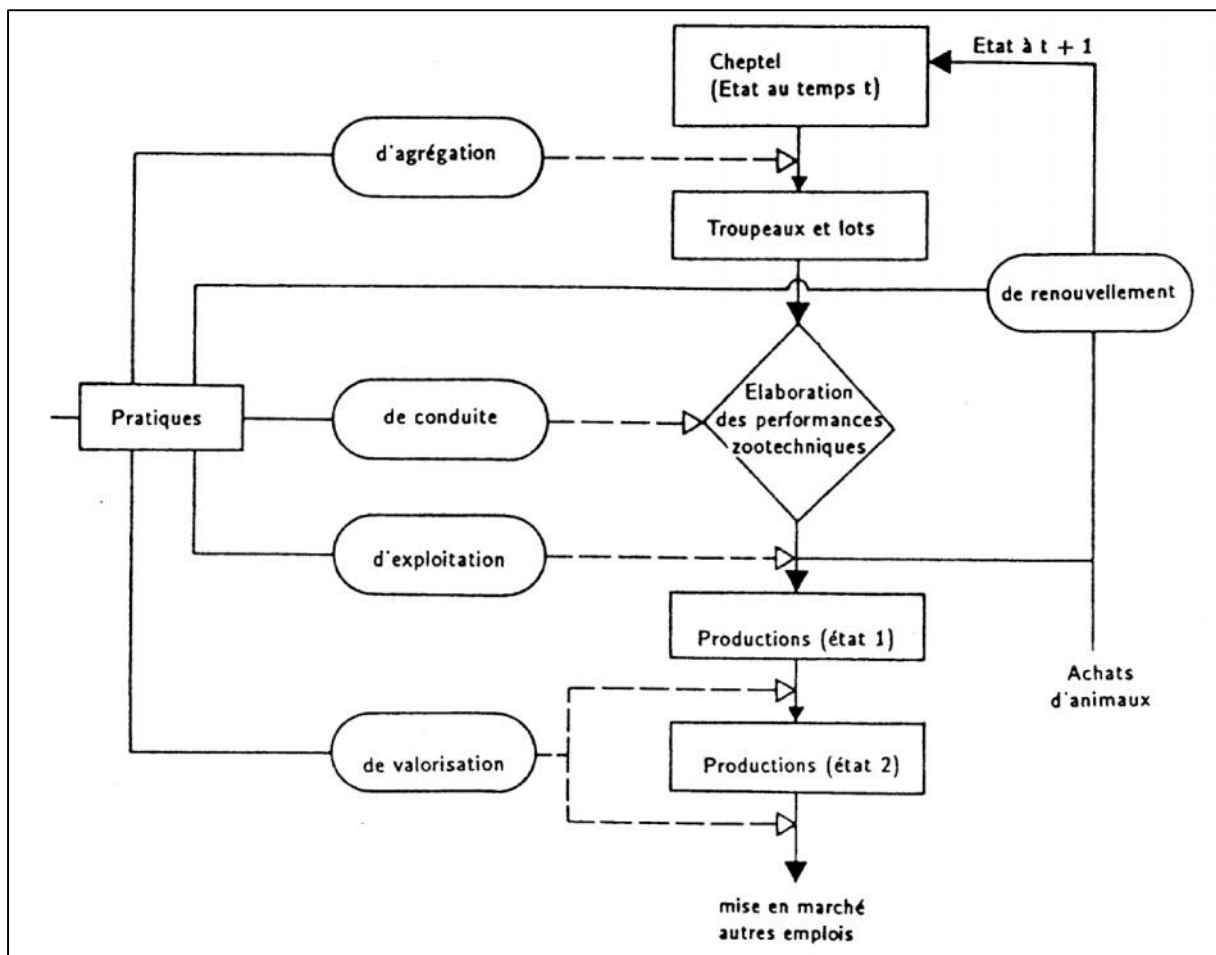 Etat à t + 1
Cheptel
(Etat au temps t)
d'agrégation
Troupeaux et lots
de renouvellement
Pratiques
de conduite
Elaboration
des performances
zootechniques
d'exploitation
Productions (état 1)
Achats
d'animaux
de valorisation
Productions (état 2)
mise en marché
autres emplois